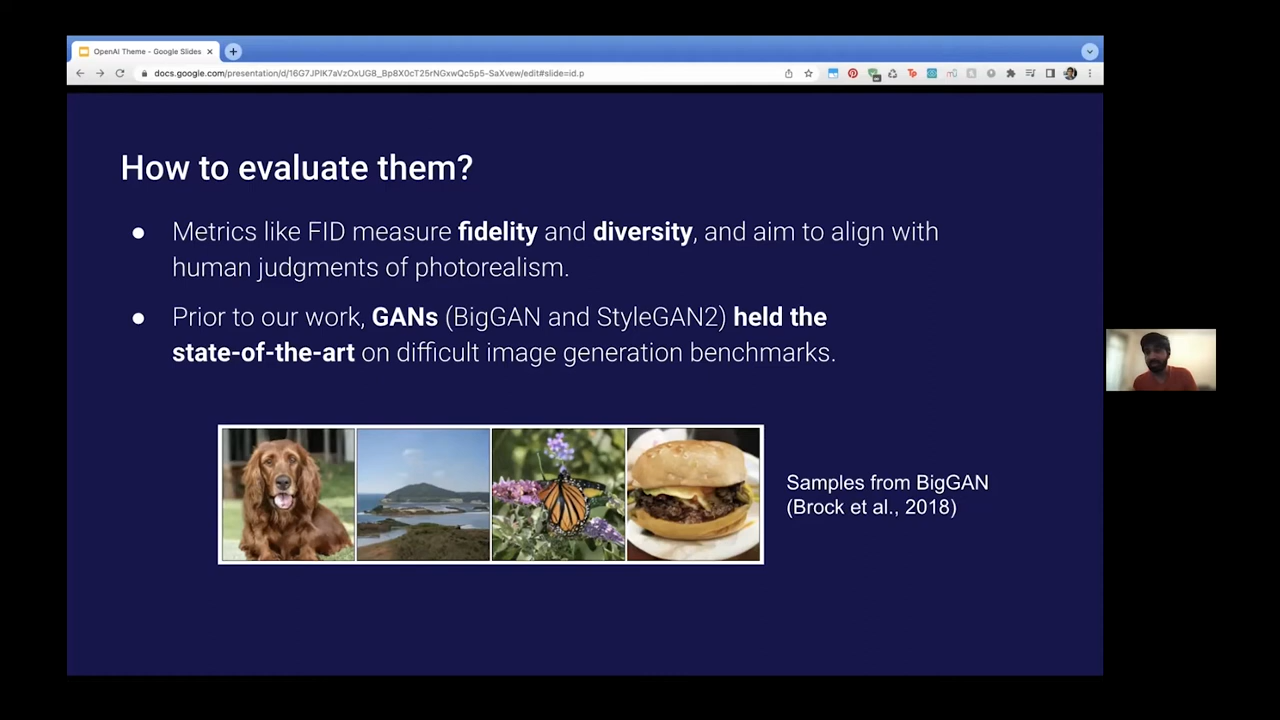 OpenAI Theme - Google Slides
docs.google.com/presentation/d/16G7JPIK7aVzOxUG8_Bp8X0cT25rNGxwQc5p5-SaXvew/edit#slide=id.p
How to evaluate them?
● Metrics like FID measure fidelity and diversity, and aim to align with
human judgments of photorealism.
● Prior to our work, GANs (BigGAN and StyleGAN2) held the
state-of-the-art on difficult image generation benchmarks.
Samples from BigGAN
(Brock et al., 2018)